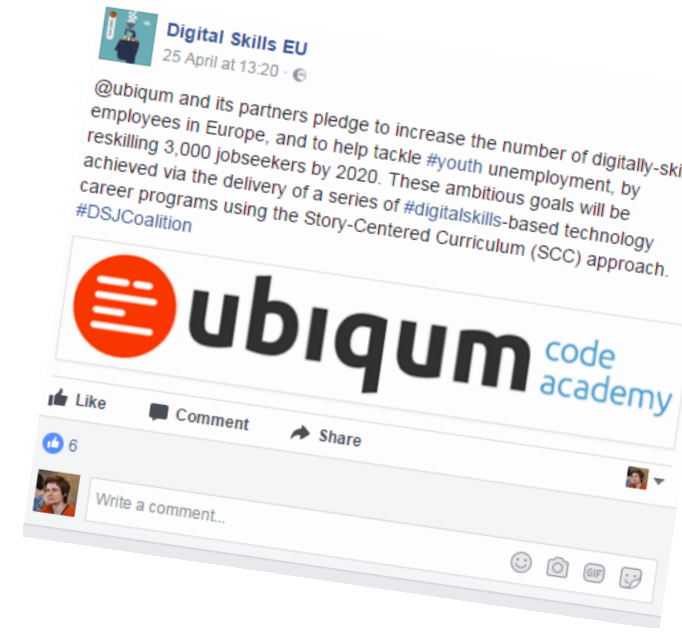 Digital Skills EU
25 April at 13:20 ·
@ubiqum and its partners pledge to increase the number of digitally-ski
employees in Europe, and to help tackle #youth unemployment, by
reskilling 3,000 jobseekers by 2020. These ambitious goals will be
achieved via the delivery of a series of #digitalskills-based technology
career programs using the Story-Centered Curriculum (SCC) approach.
#DSJCoalition
ubiqum code
academy
Like Comment Share
6
Write a comment...
GIF